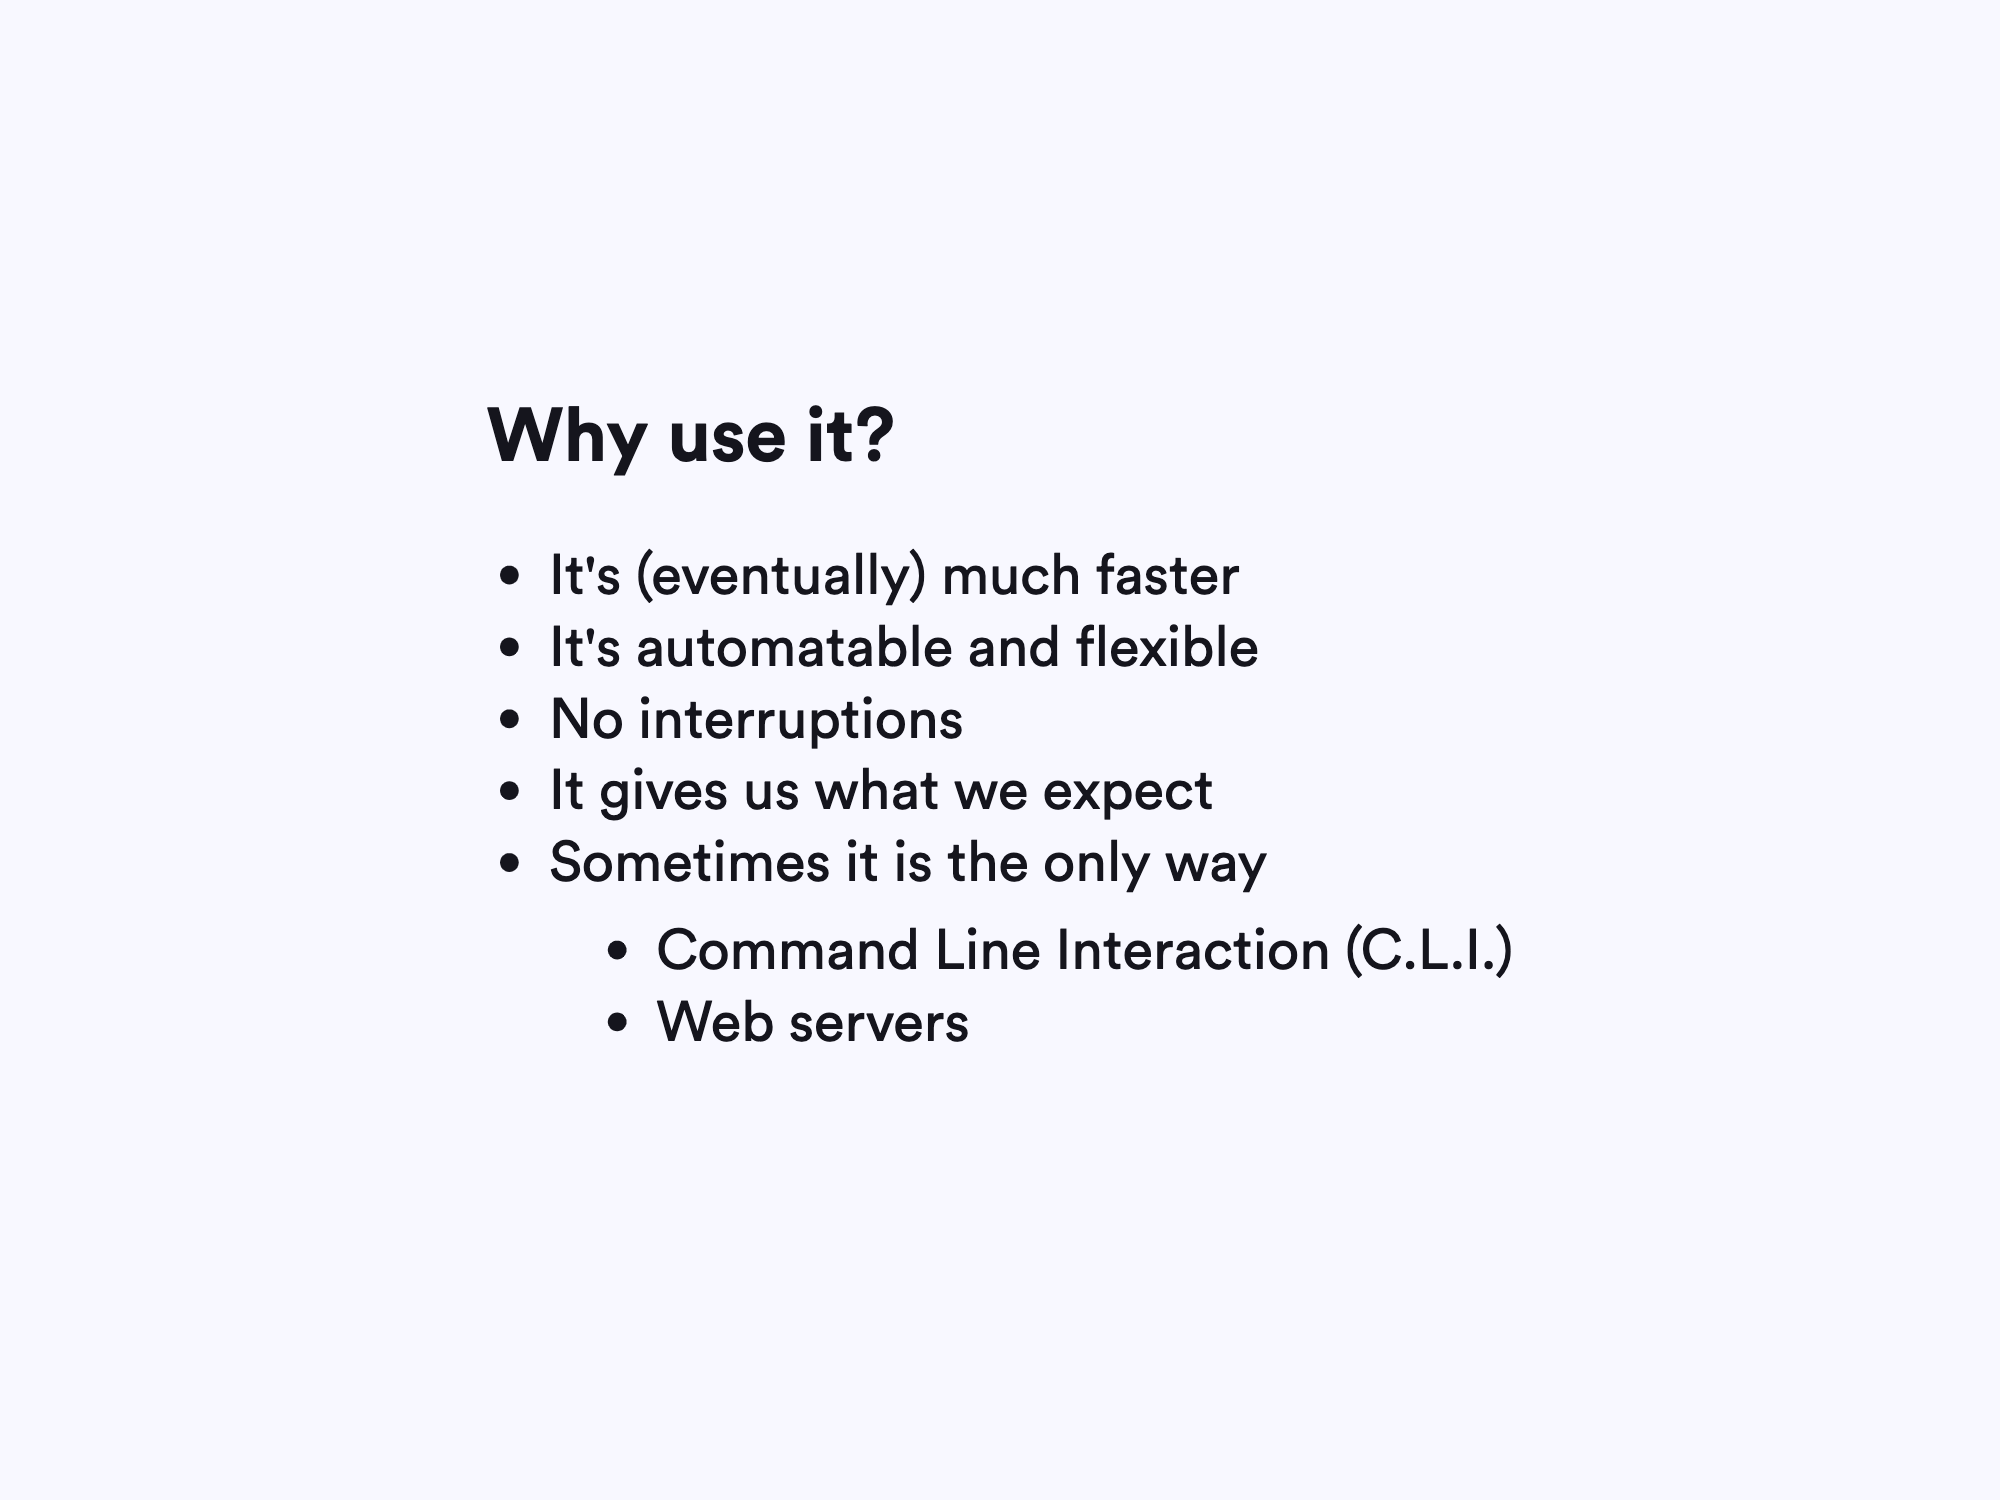 Why use it?
• It's (eventually) much faster
• It's automatable and flexible
• No interruptions
• It gives us what we expect
• Sometimes it is the only way
• Command Line Interaction (C.L.I.)
• Web servers